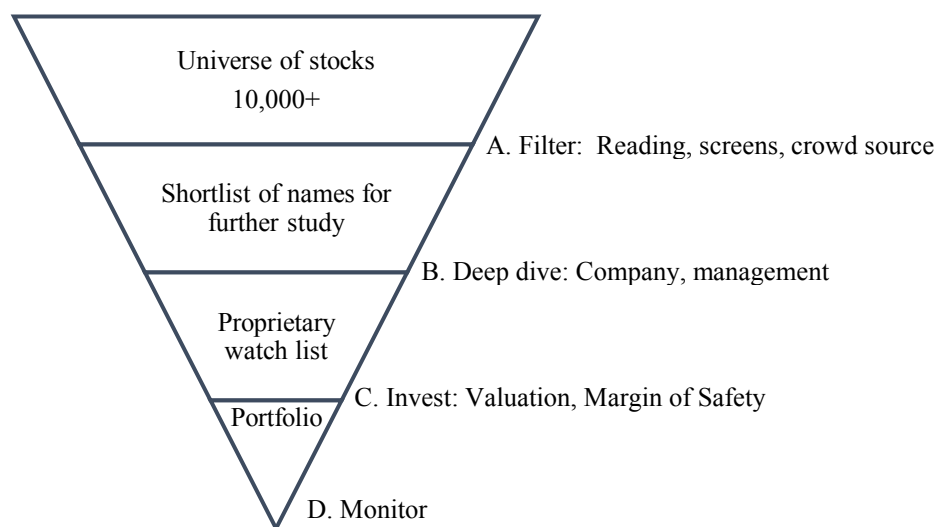 Universe of stocks
10,000+
A. Filter: Reading, screens, crowd source
Shortlist of names for
further study
B. Deep dive: Company, management
Proprietary
watch list
C. Invest: Valuation, Margin of Safety
Portfolio
D. Monitor